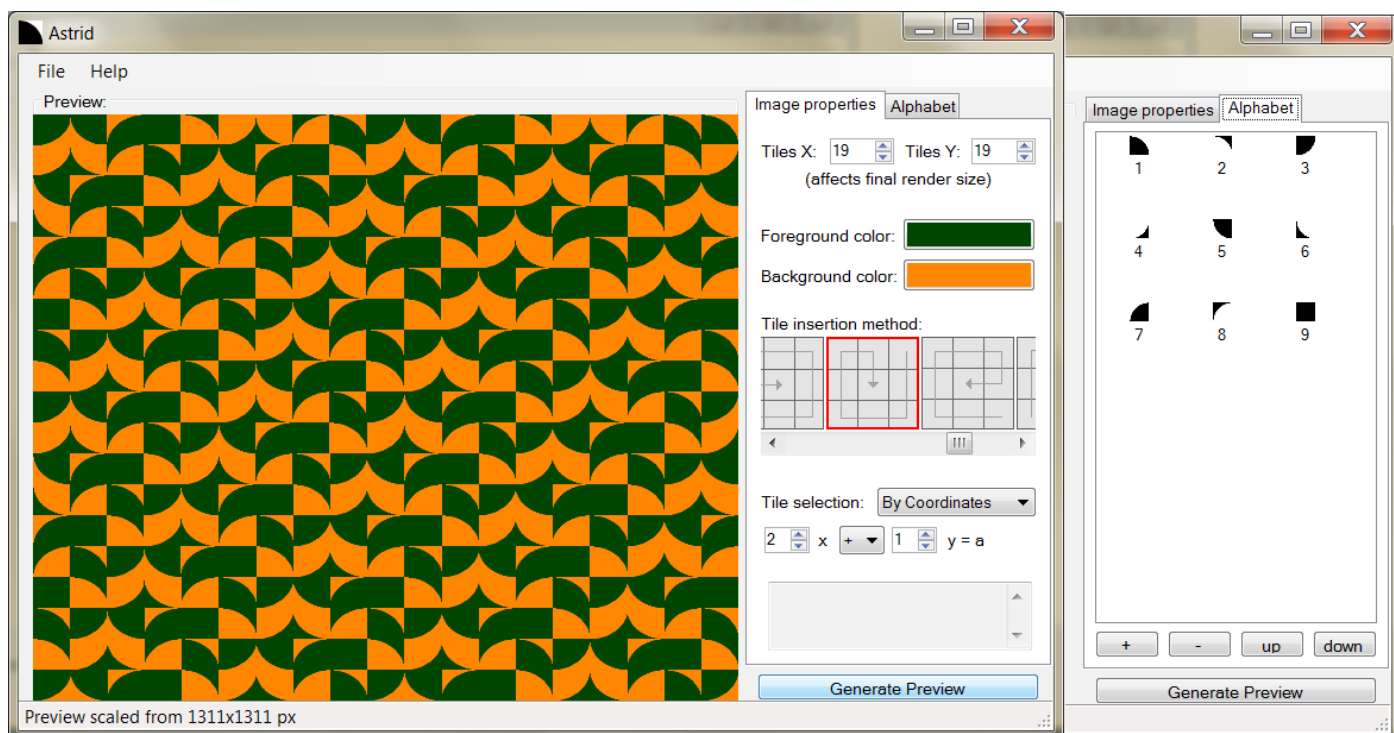 Astrid
File Help
Preview:
Image properties Alphabet
Tiles X: 19 Tiles Y: 19
(affects final render size)
Foreground color:
Background color:
Tile insertion method:
Tile selection: By Coordinates
2 x + 1 y = a
Generate Preview
Preview scaled from 1311x1311 px
Image properties Alphabet
1 2 3
4 5 6
7 8 9
+ - up down
Generate Preview